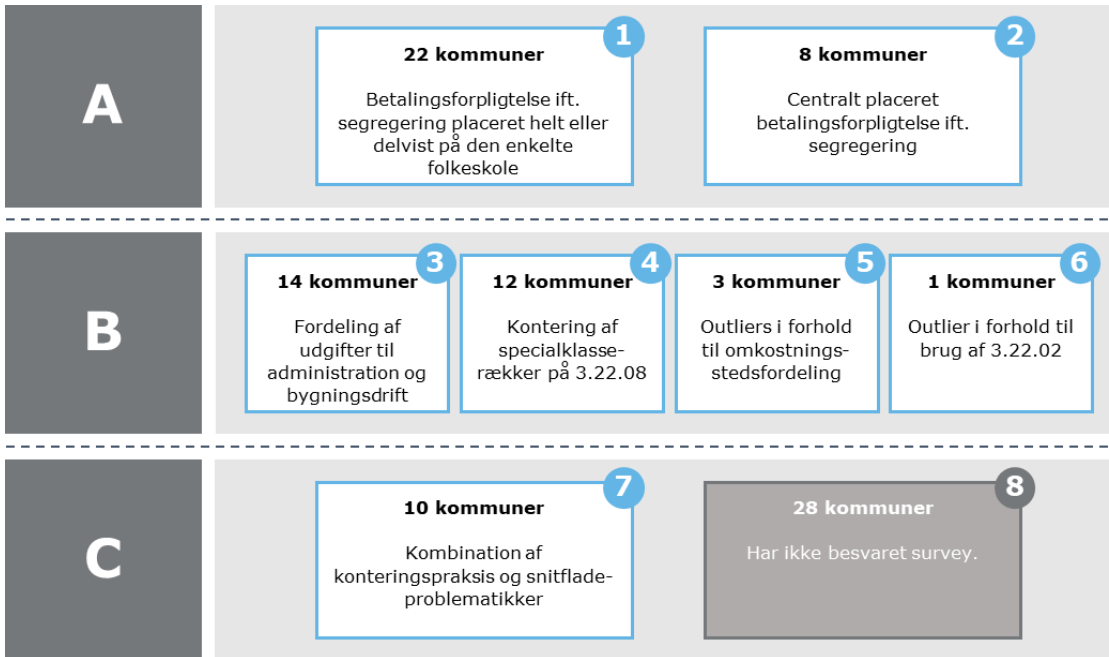 A
1
22 kommuner
Betalingsforpligtelse ift.
segregering placeret helt eller
delvist på den enkelte
folkeskole
2
8 kommuner
Centralt placeret
betalingsforpligtelse ift.
segregering
B
3
14 kommuner
Fordeling af
udgifter til
administration og
bygningsdrift
4
12 kommuner
Kontering af
specialklasse-
rækker på 3.22.08
5
3 kommuner
Outliers i forhold
til omkostnings-
stedsfordeling
6
1 kommuner
Outlier i forhold til
brug af 3.22.02
C
7
10 kommuner
Kombination af
konteringspraksis og snitflade-
problematikker
8
28 kommuner
Har ikke besvaret survey.